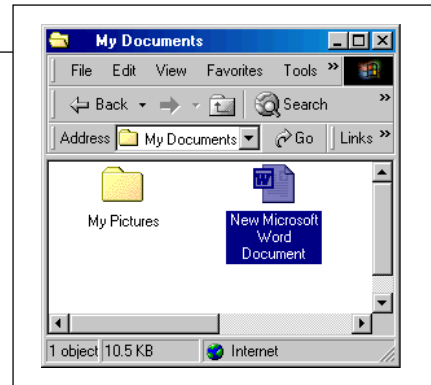 My Documents
File Edit View Favorites Tools »
Back Search »
Address My Documents Go Links »
My Pictures
New Microsoft
Word
Document
1 object 10.5 KB Internet